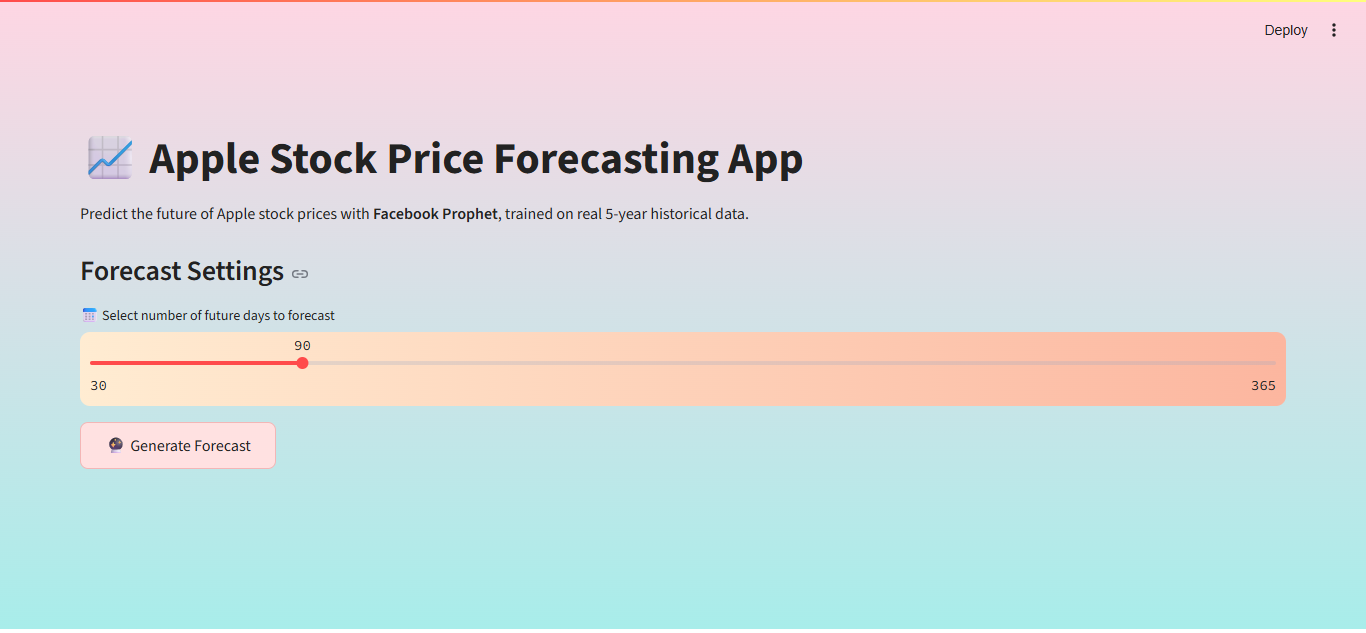 Deploy
Apple Stock Price Forecasting App
Predict the future of Apple stock prices with Facebook Prophet, trained on real 5-year historical data.
Forecast Settings
Select number of future days to forecast
90
30 365
Generate Forecast